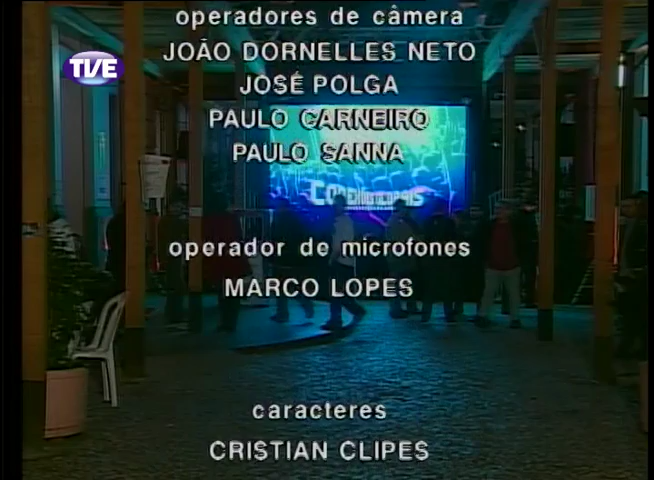 operadores de câmera
TVE
JOÃO DORNELLES NETO
JOSÉ POLGA
PAULO CARNEIRO
PAULO SANNA
operador de microfones
MARCO LOPES
caracteres
CRISTIAN CLIPES